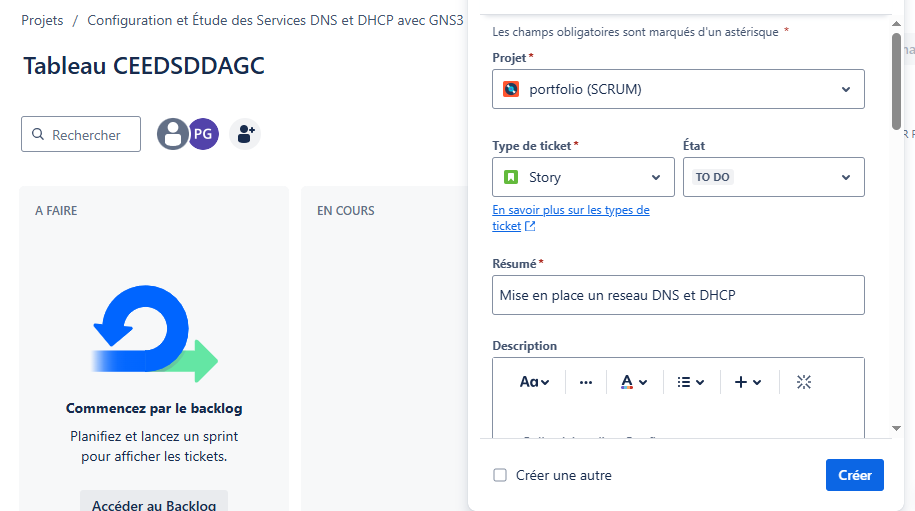 Projets / Configuration et Étude des Services DNS et DHCP avec GNS3
Tableau CEEDSDDAGC
Rechercher
PG
A FAIRE
EN COURS
Commencez par le backlog
Planifiez et lancez un sprint
pour afficher les tickets.
Accéder au Backlog
Les champs obligatoires sont marqués d'un astérisque *
Projet*
portfolio (SCRUM)
Type de ticket*
État
Story
TO DO
En savoir plus sur les types de
ticket
Résumé*
Mise en place un reseau DNS et DHCP
Description
Aa
A
Créer une autre
Créer